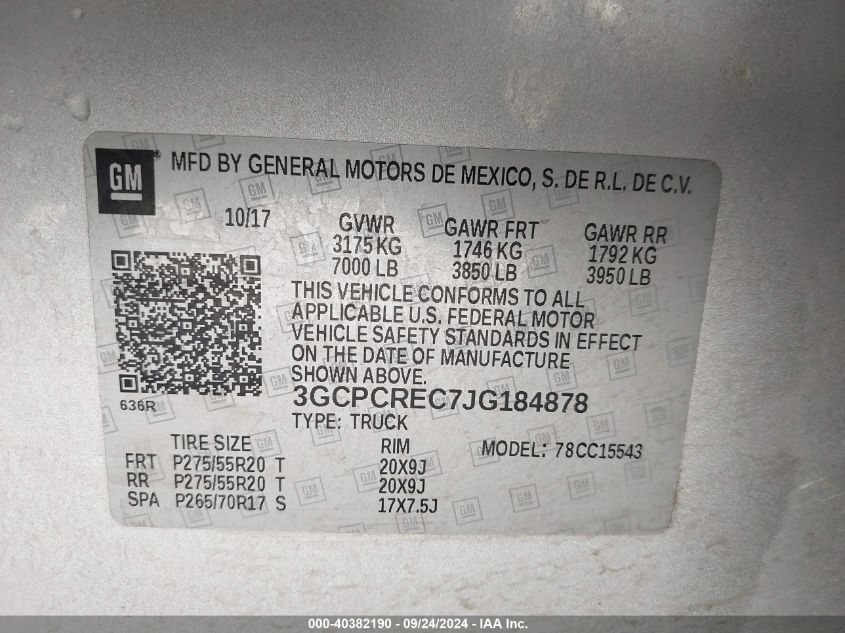 GM ®
MFD BY GENERAL MOTORS DE MEXICO, S. DE R.L. DE C.V.
10/17 GVWR GAWR FRT GAWR RR
3175 KG 1746 KG 1792 KG
7000 LB 3850 LB 3950 LB
THIS VEHICLE CONFORMS TO ALL
APPLICABLE U.S. FEDERAL MOTOR
VEHICLE SAFETY STANDARDS IN EFFECT
ON THE DATE OF MANUFACTURE
SHOWN ABOVE.
636R
3GCPCREC7JG184878
TYPE: TRUCK
TIRE SIZE RIM MODEL: 78CC15543
FRT P275/55R20 T 20X9J
RR P275/55R20 T 20X9J
SPA P265/70R17 S 17X7.5J
000-40382190 - 09/24/2024 - IAA Inc.